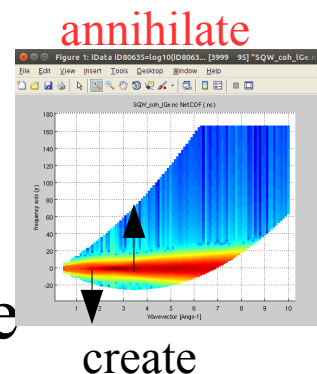 annihilate
Figure 1: iData iD80635=log10(iD8063... [3999 95] "SQW_coh_lGe.n
File Edit View Insert Tools Desktop Window Help
SQW_coh_lGe.nc NetCDF (.nc)
frequency axis (y)
180
160
140
120
100
80
60
40
20
0
-20
1 2 3 4 5 6 7 8 9 10
Wavevector [Angs-1]
e
create